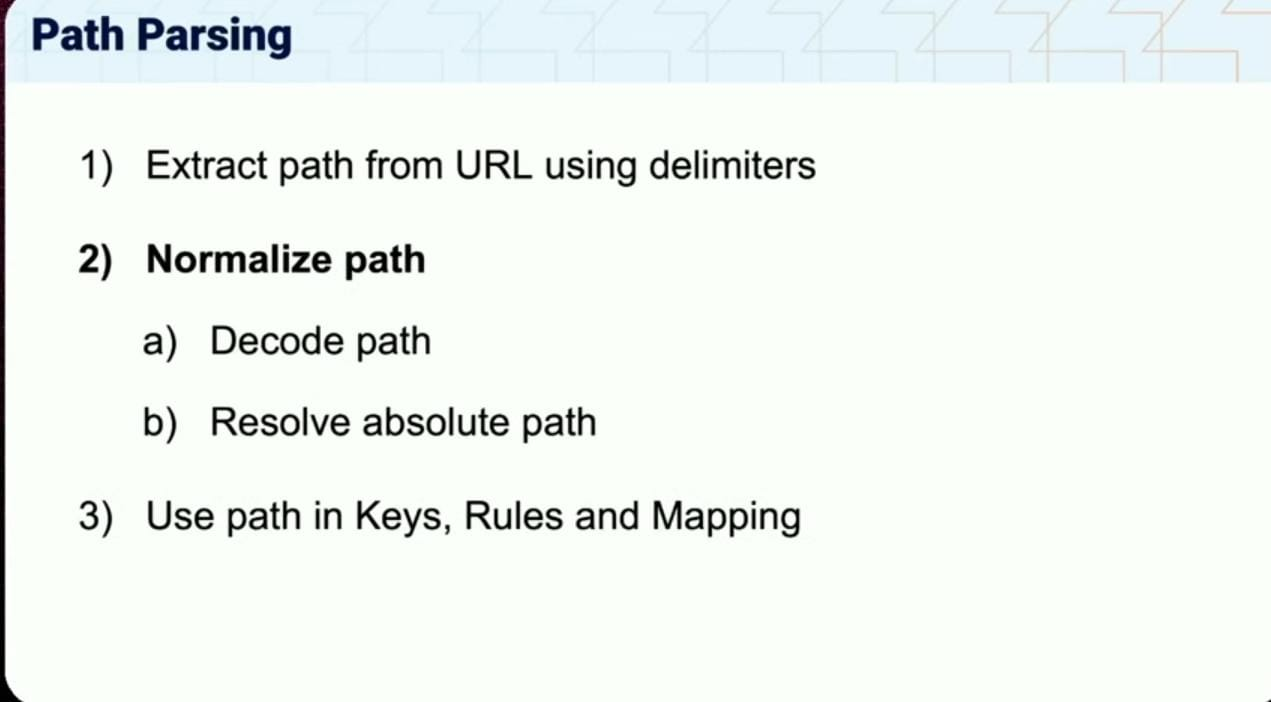 Path Parsing
1) Extract path from URL using delimiters
2) Normalize path
a) Decode path
b) Resolve absolute path
3) Use path in Keys, Rules and Mapping